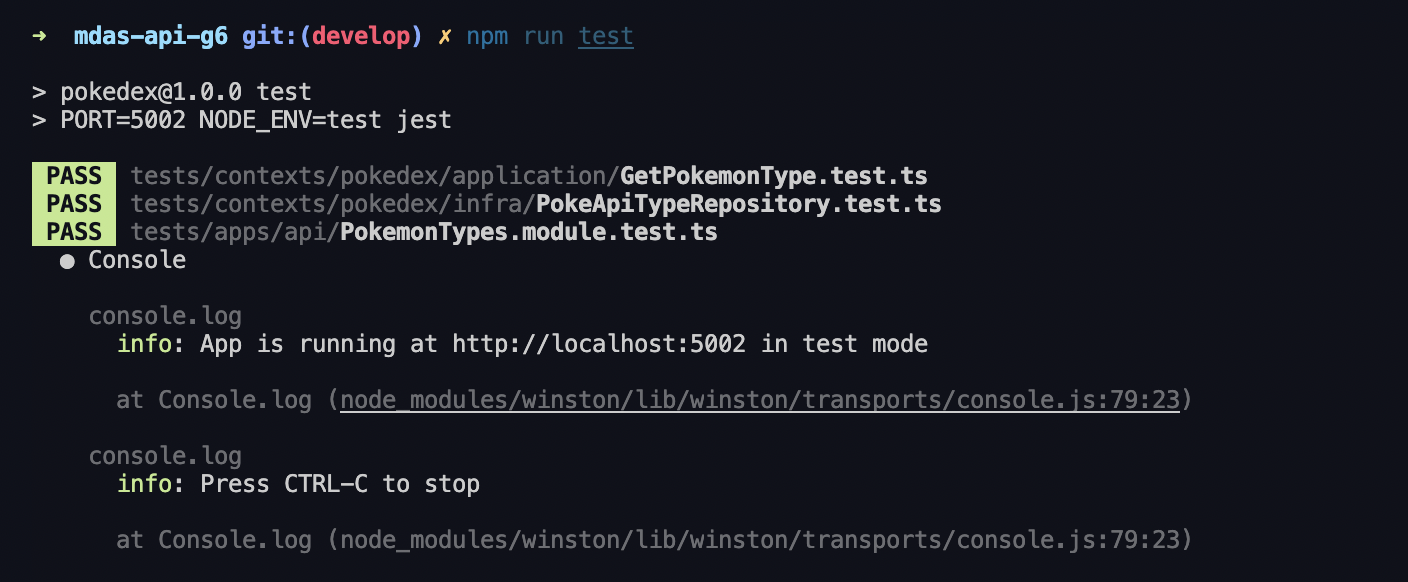 ➜ mdas-api-g6 git:(develop) ✗ npm run test
> pokedex@1.0.0 test
> PORT=5002 NODE_ENV=test jest
PASS tests/contexts/pokedex/application/GetPokemonType.test.ts
PASS tests/contexts/pokedex/infra/PokeApiTypeRepository.test.ts
PASS tests/apps/api/PokemonTypes.module.test.ts
● Console
console.log
info: App is running at http://localhost:5002 in test mode
at Console.log (node_modules/winston/lib/winston/transports/console.js:79:23)
console.log
info: Press CTRL-C to stop
at Console.log (node_modules/winston/lib/winston/transports/console.js:79:23)